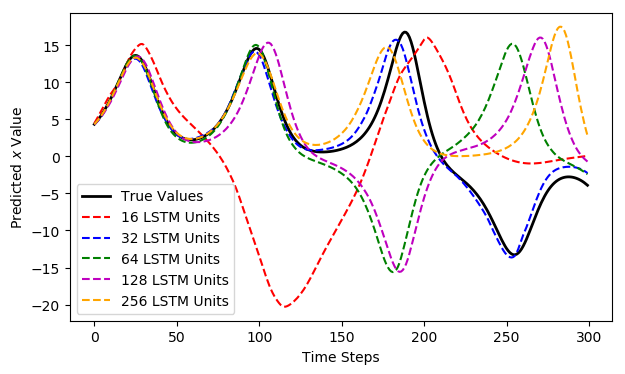 15
10
5
0
−5
−10
−15
−20
Predicted x Value
True Values
16 LSTM Units
32 LSTM Units
64 LSTM Units
128 LSTM Units
256 LSTM Units
0 50 100 150 200 250 300
Time Steps